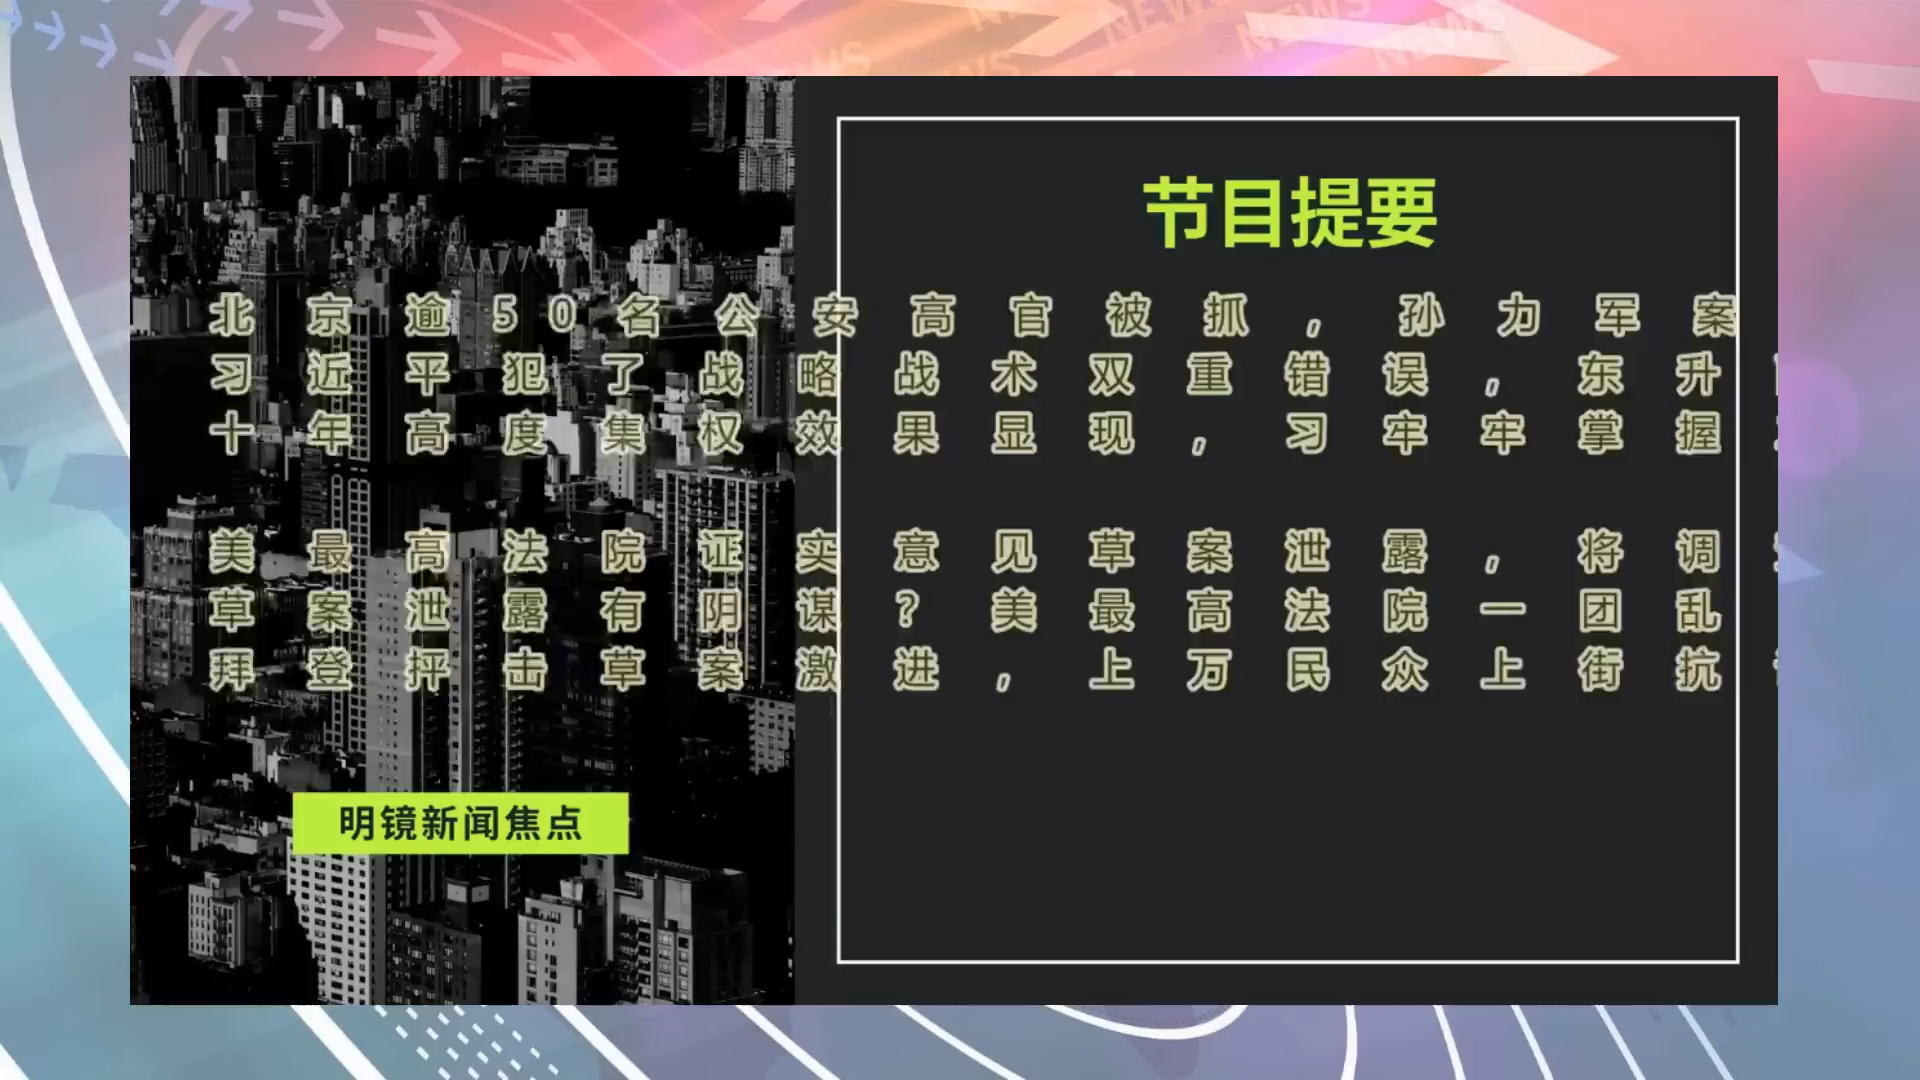 NEWS
NEWS
NEWS
NEWS
节目提要
北京逾50名公安高官被抓，孙力军案
习近平犯了战略战术双重错误，东升
十年高度集权效果显现，习牢牢掌握
美最高法院证实意见草案泄露，将调
草案泄露有阴谋？美最高法院一团乱
拜登抨击草案激进，上万民众上街抗
明镜新闻焦点